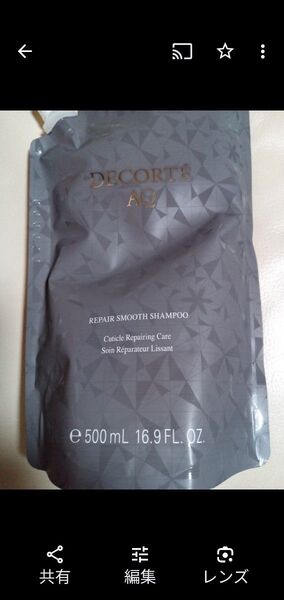 DECORTÉ
AQ
REPAIR SMOOTH SHAMPOO
Cuticle Repairing Care
Soin Réparateur Lissant
℮ 500 mL 16.9 FL. OZ.
共有 編集 レンズ